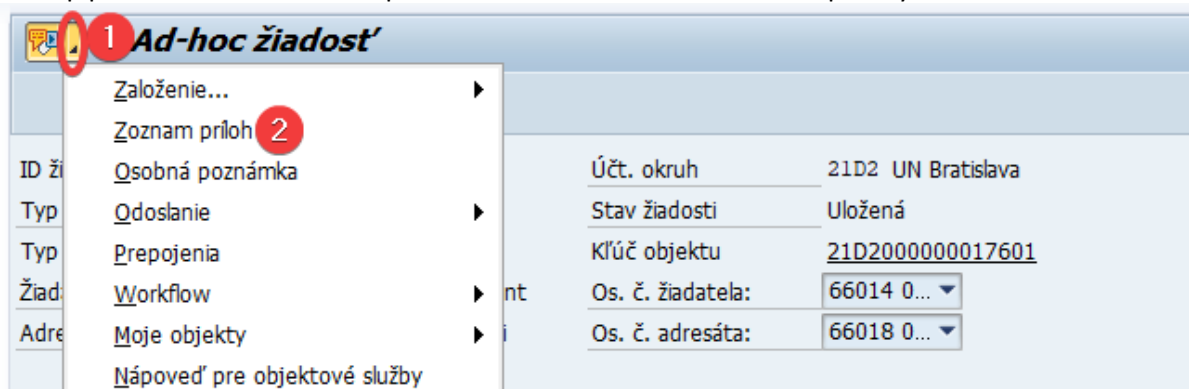 1 Ad-hoc žiadosť
Založenie...
Zoznam príloh 2
Osobná poznámka
Odoslanie
Prepojenia
Workflow
Moje objekty
Nápoveď pre objektové služby
ID ži
Typ
Typ
Žiad
Adre
nt
i
Účt. okruh 21D2 UN Bratislava
Stav žiadosti Uložená
Kľúč objektu 21D2000000017601
Os. č. žiadatela: 66014 0...
Os. č. adresáta: 66018 0...